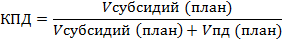 КПД = Vсубсидий (план) / Vсубсидий (план) + Vпд (план)